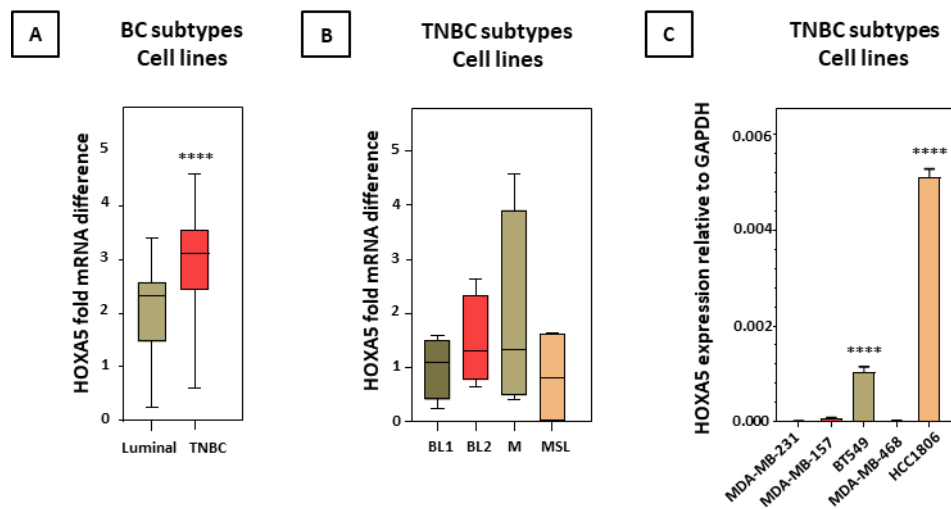 A
BC subtypes
Cell lines
HOXA5 fold mRNA difference
5
4
3
2
1
0
****
Luminal
TNBC
B
TNBC subtypes
Cell lines
HOXA5 fold mRNA difference
5
4
3
2
1
0
BL1
BL2
M
MSL
C
TNBC subtypes
Cell lines
HOXA5 expression relative to GAPDH
0.006
0.004
0.002
0.000
****
****
MDA-MB-231
MDA-MB-157
BT549
MDA-MB-468
HCC1806